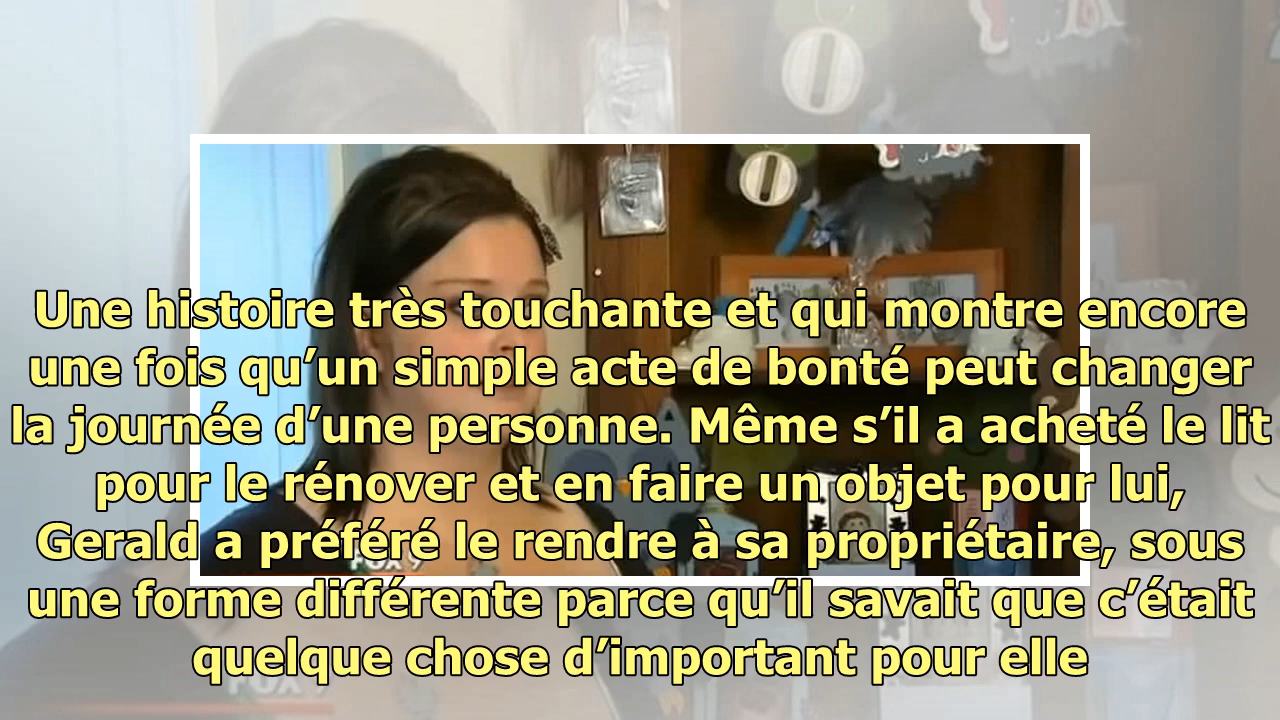 Une histoire très touchante et qui montre encore
une fois qu’un simple acte de bonté peut changer
la journée d’une personne. Même s’il a acheté le lit
pour le rénover et en faire un objet pour lui,
Gerald a préféré le rendre à sa propriétaire, sous
une forme différente parce qu’il savait que c’était
quelque chose d’important pour elle
FOX 9
FOX